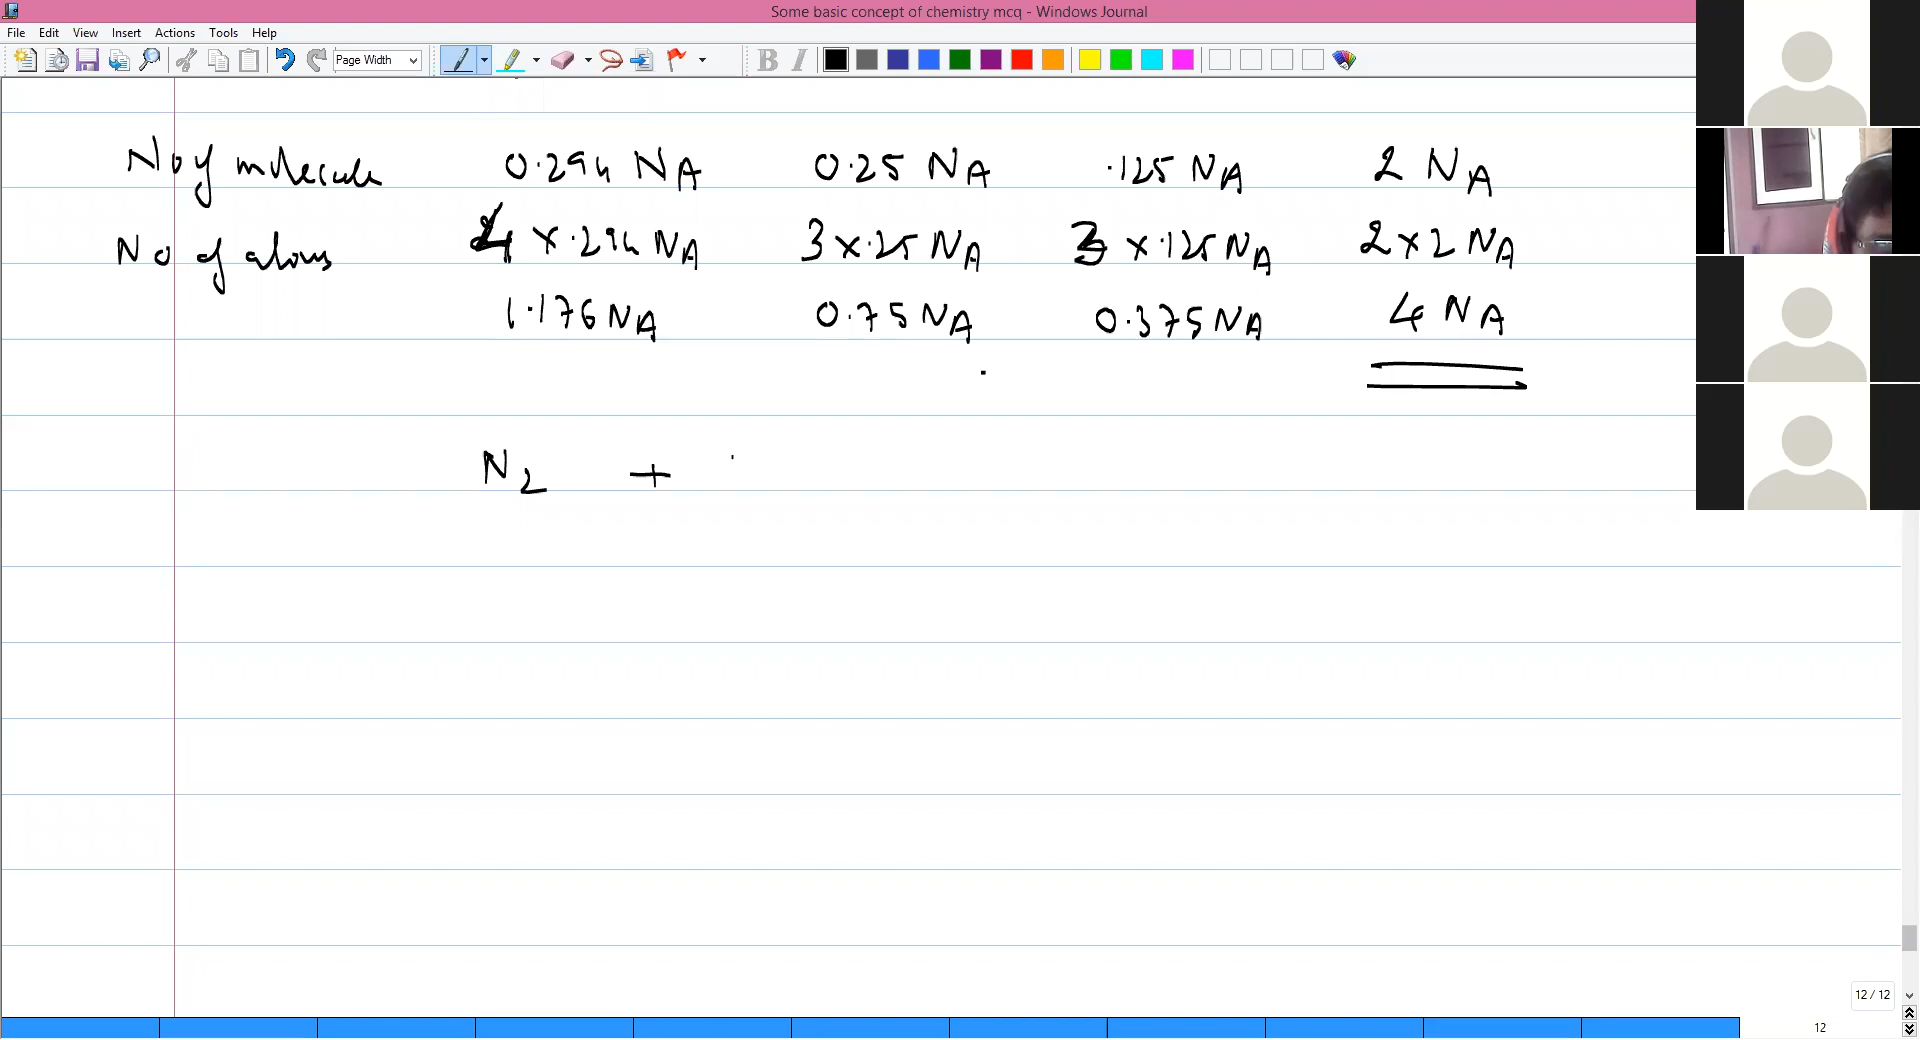 Some basic concept of chemistry mcq - Windows Journal
File Edit View Insert Actions Tools Help
Page Width B I
No of molecule 0.294 NA 0.25 NA .125 NA 2 NA
No of atoms 4 × .294 NA 3 × .25 NA 3 × .125 NA 2 × 2 NA
1.176 NA 0.75 NA 0.375 NA 4 NA
N2 +
12 / 12
12